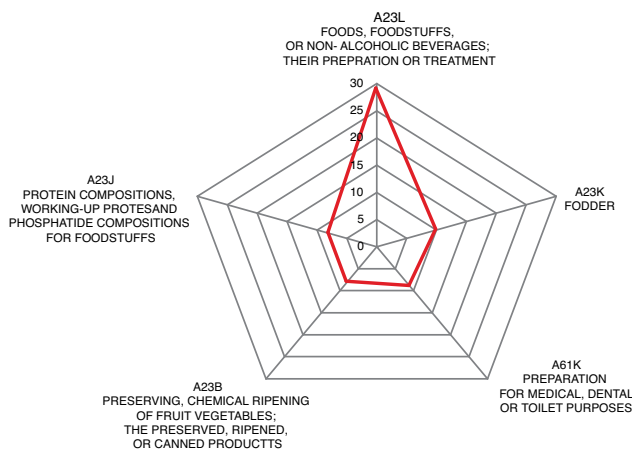 A23L
FOODS, FOODSTUFFS,
OR NON- ALCOHOLIC BEVERAGES;
THEIR PREPRATION OR TREATMENT
30
25
20
15
10
5
0
A23K
FODDER
A61K
PREPARATION
FOR MEDICAL, DENTAL
OR TOILET PURPOSES
A23B
PRESERVING, CHEMICAL RIPENING
OF FRUIT VEGETABLES;
THE PRESERVED, RIPENED,
OR CANNED PRODUCTTS
A23J
PROTEIN COMPOSITIONS,
WORKING-UP PROTESAND
PHOSPHATIDE COMPOSITIONS
FOR FOODSTUFFS